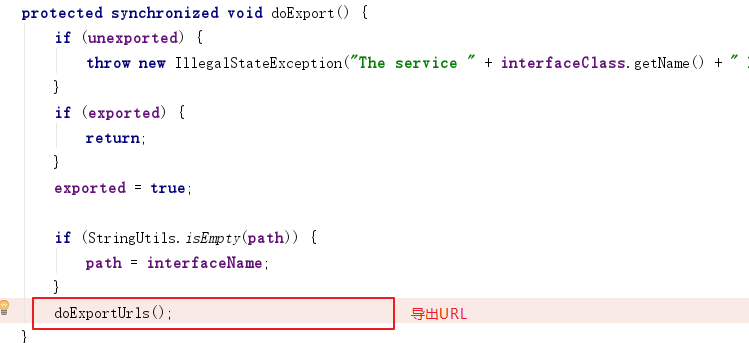 protected synchronized void doExport() {
if (unexported) {
throw new IllegalStateException("The service " + interfaceClass.getName() + "
}
if (exported) {
return;
}
exported = true;
if (StringUtils.isEmpty(path)) {
path = interfaceName;
}
doExportUrls(); 导出URL
}